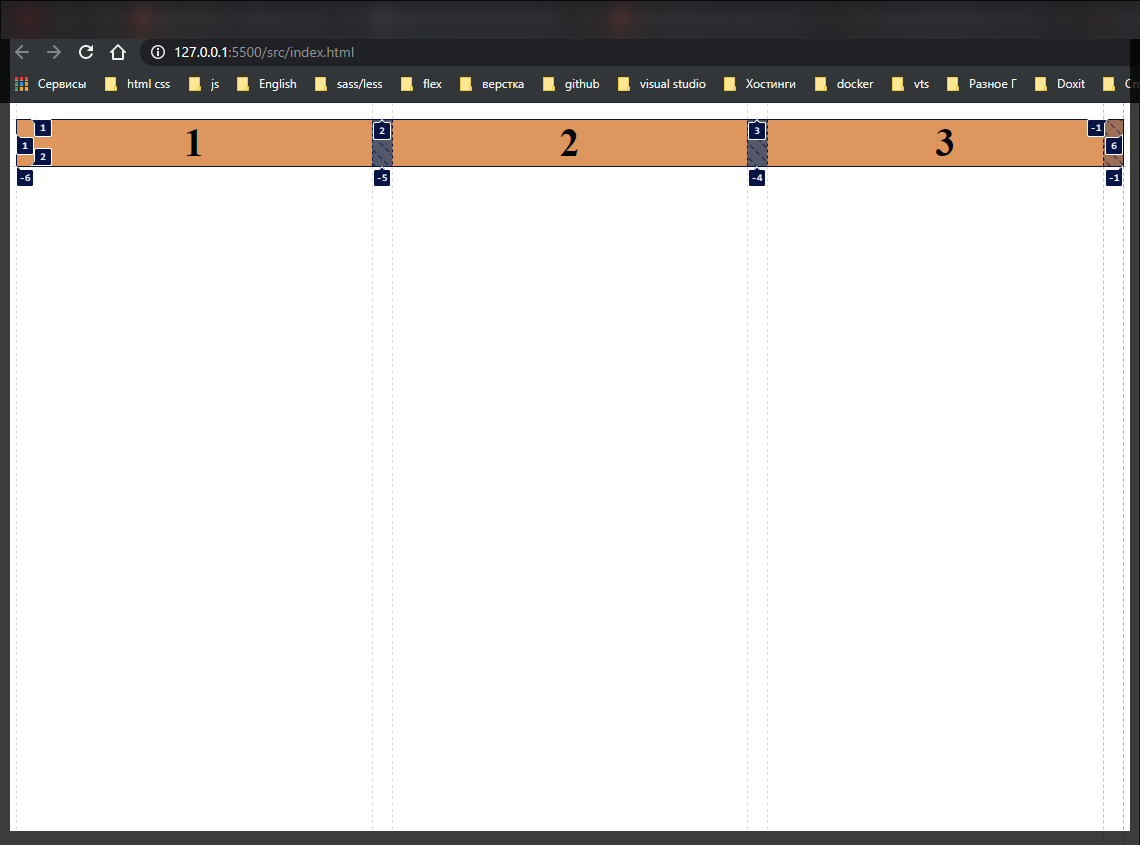 127.0.0.1:5500/src/index.html
Сервисы html css js English sass/less flex верстка github visual studio Хостинги docker vts Разное Г Doxit
1 2 3 -1
1 1 2 3 6
2
-6 -5 -4 -1